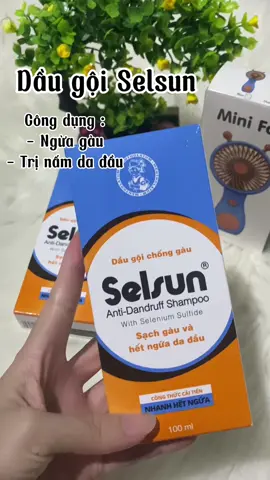 Dầu gội Selsun
Công dụng :
- Ngừa gàu
- Trị nấm da đầu
Mini Fa
Dầu gội chống gàu
Selsun®
Anti-Dandruff Shampoo
With Selenium Sulfide
Sạch gàu và
hết ngứa da đầu
CÔNG THỨC CẢI TIẾN
NHANH HẾT NGỨA
100 ml